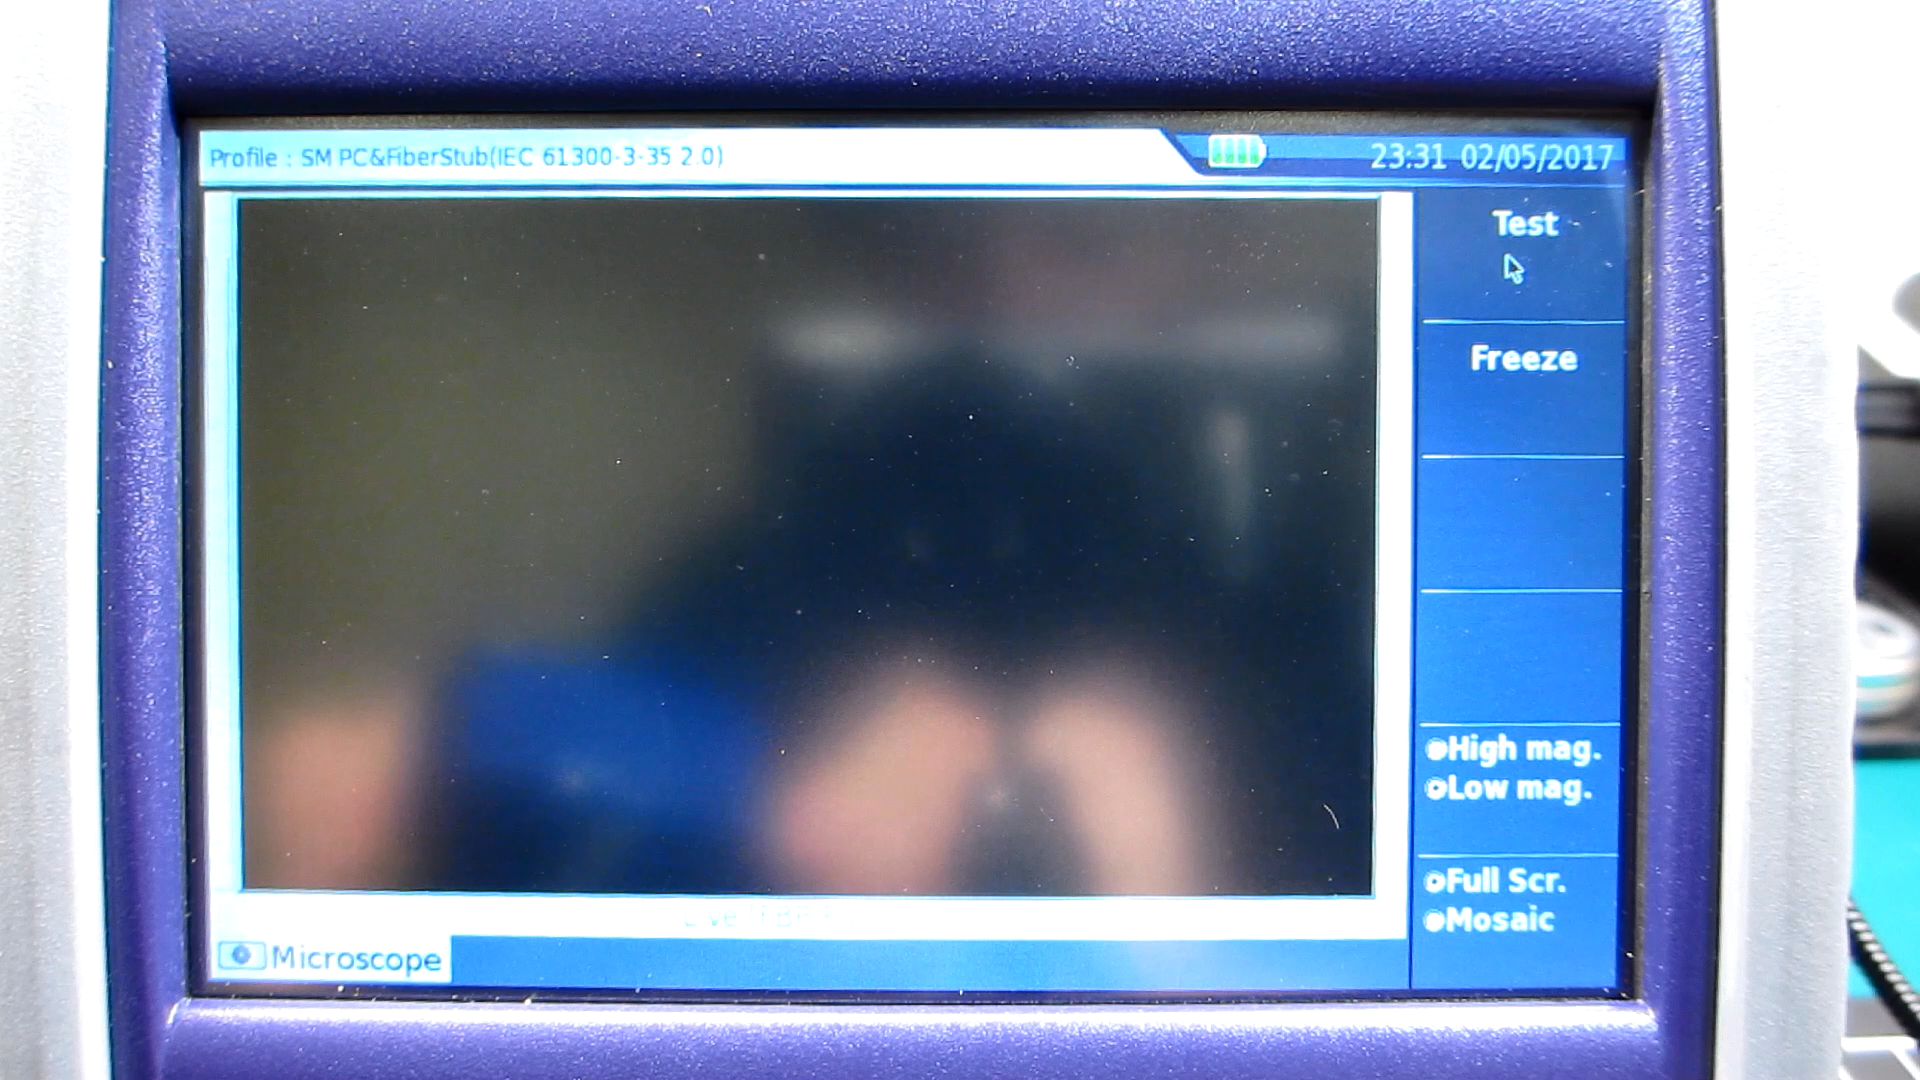 Profile : SM PC&FiberStub(IEC 61300-3-35 2.0)
23:31 02/05/2017
Test
Freeze
High mag.
Low mag.
Full Scr.
Mosaic
Microscope